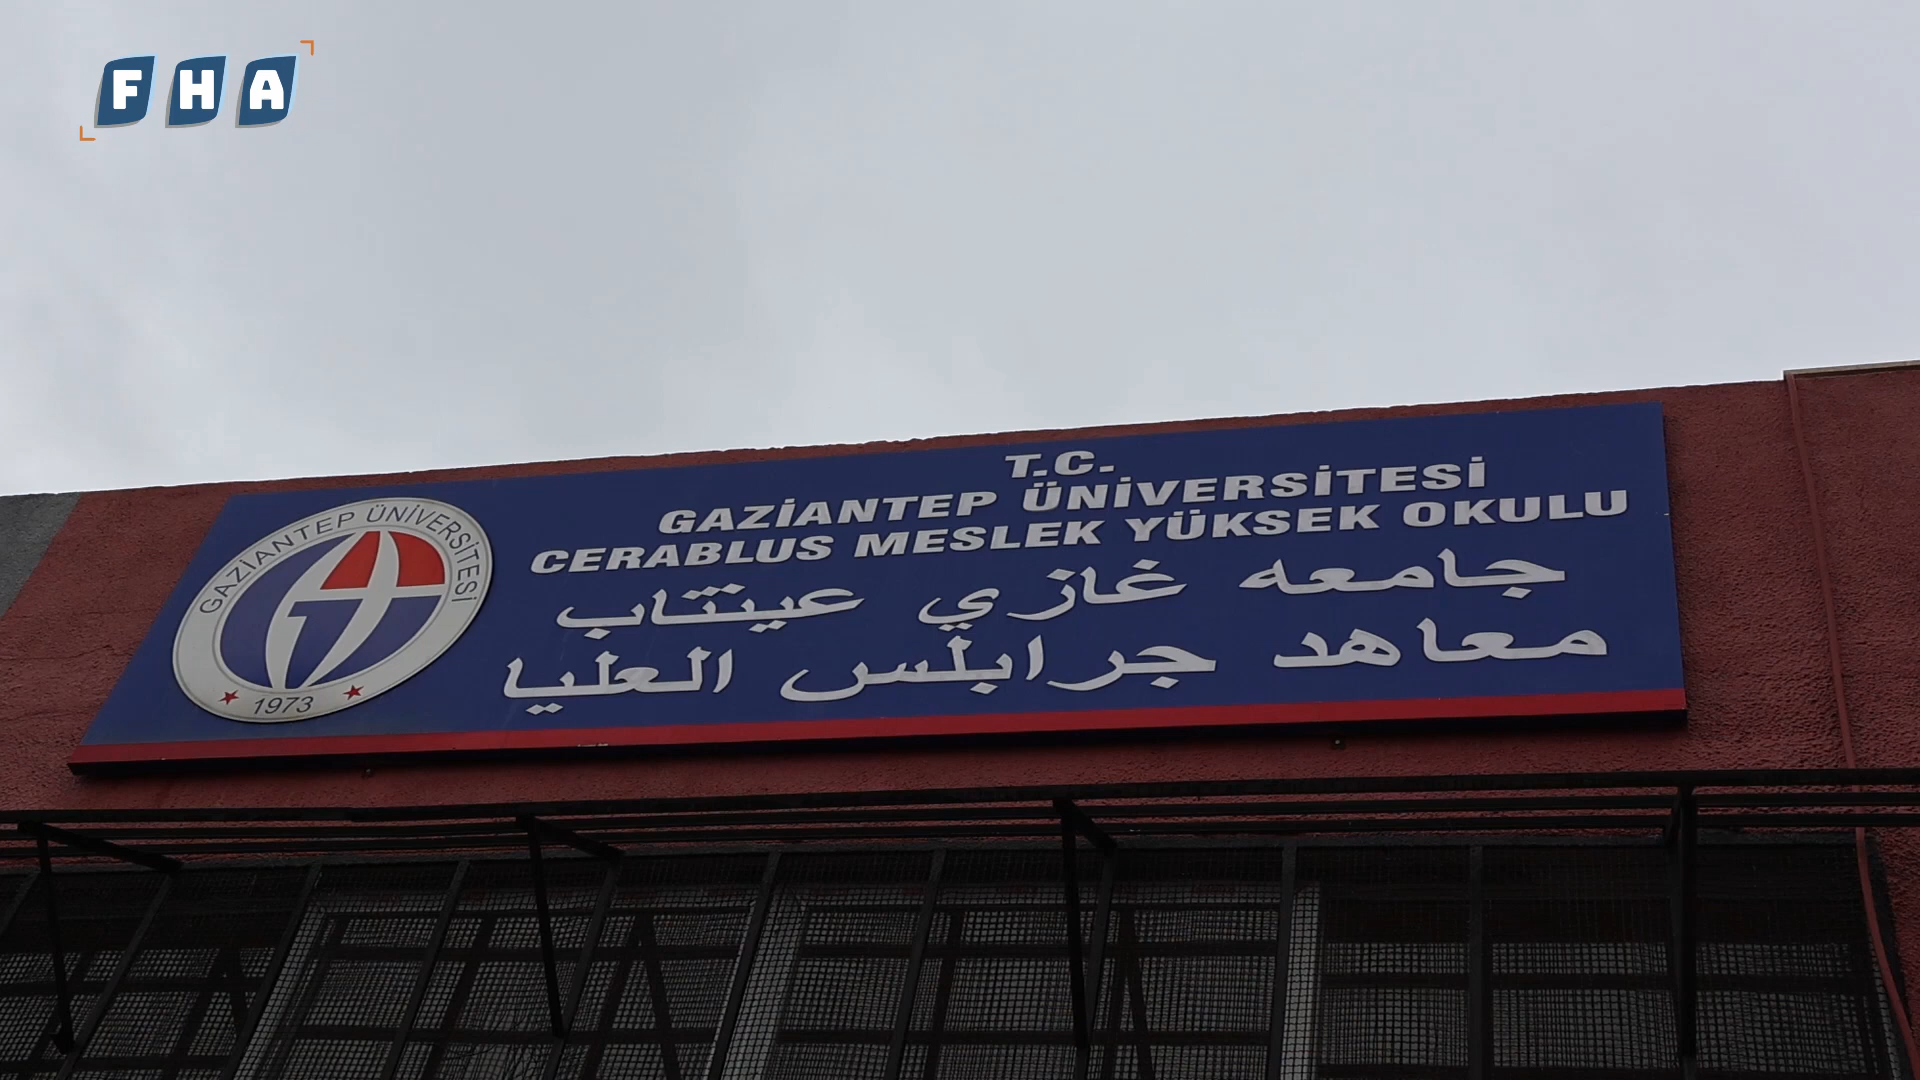 FHA
T.C.
GAZİANTEP ÜNİVERSİTESİ
CERABLUS MESLEK YÜKSEK OKULU
جامعه غازي عينتاب
معاهد جرابلس العليا
GAZİANTEP ÜNİVERSİTESİ
1973